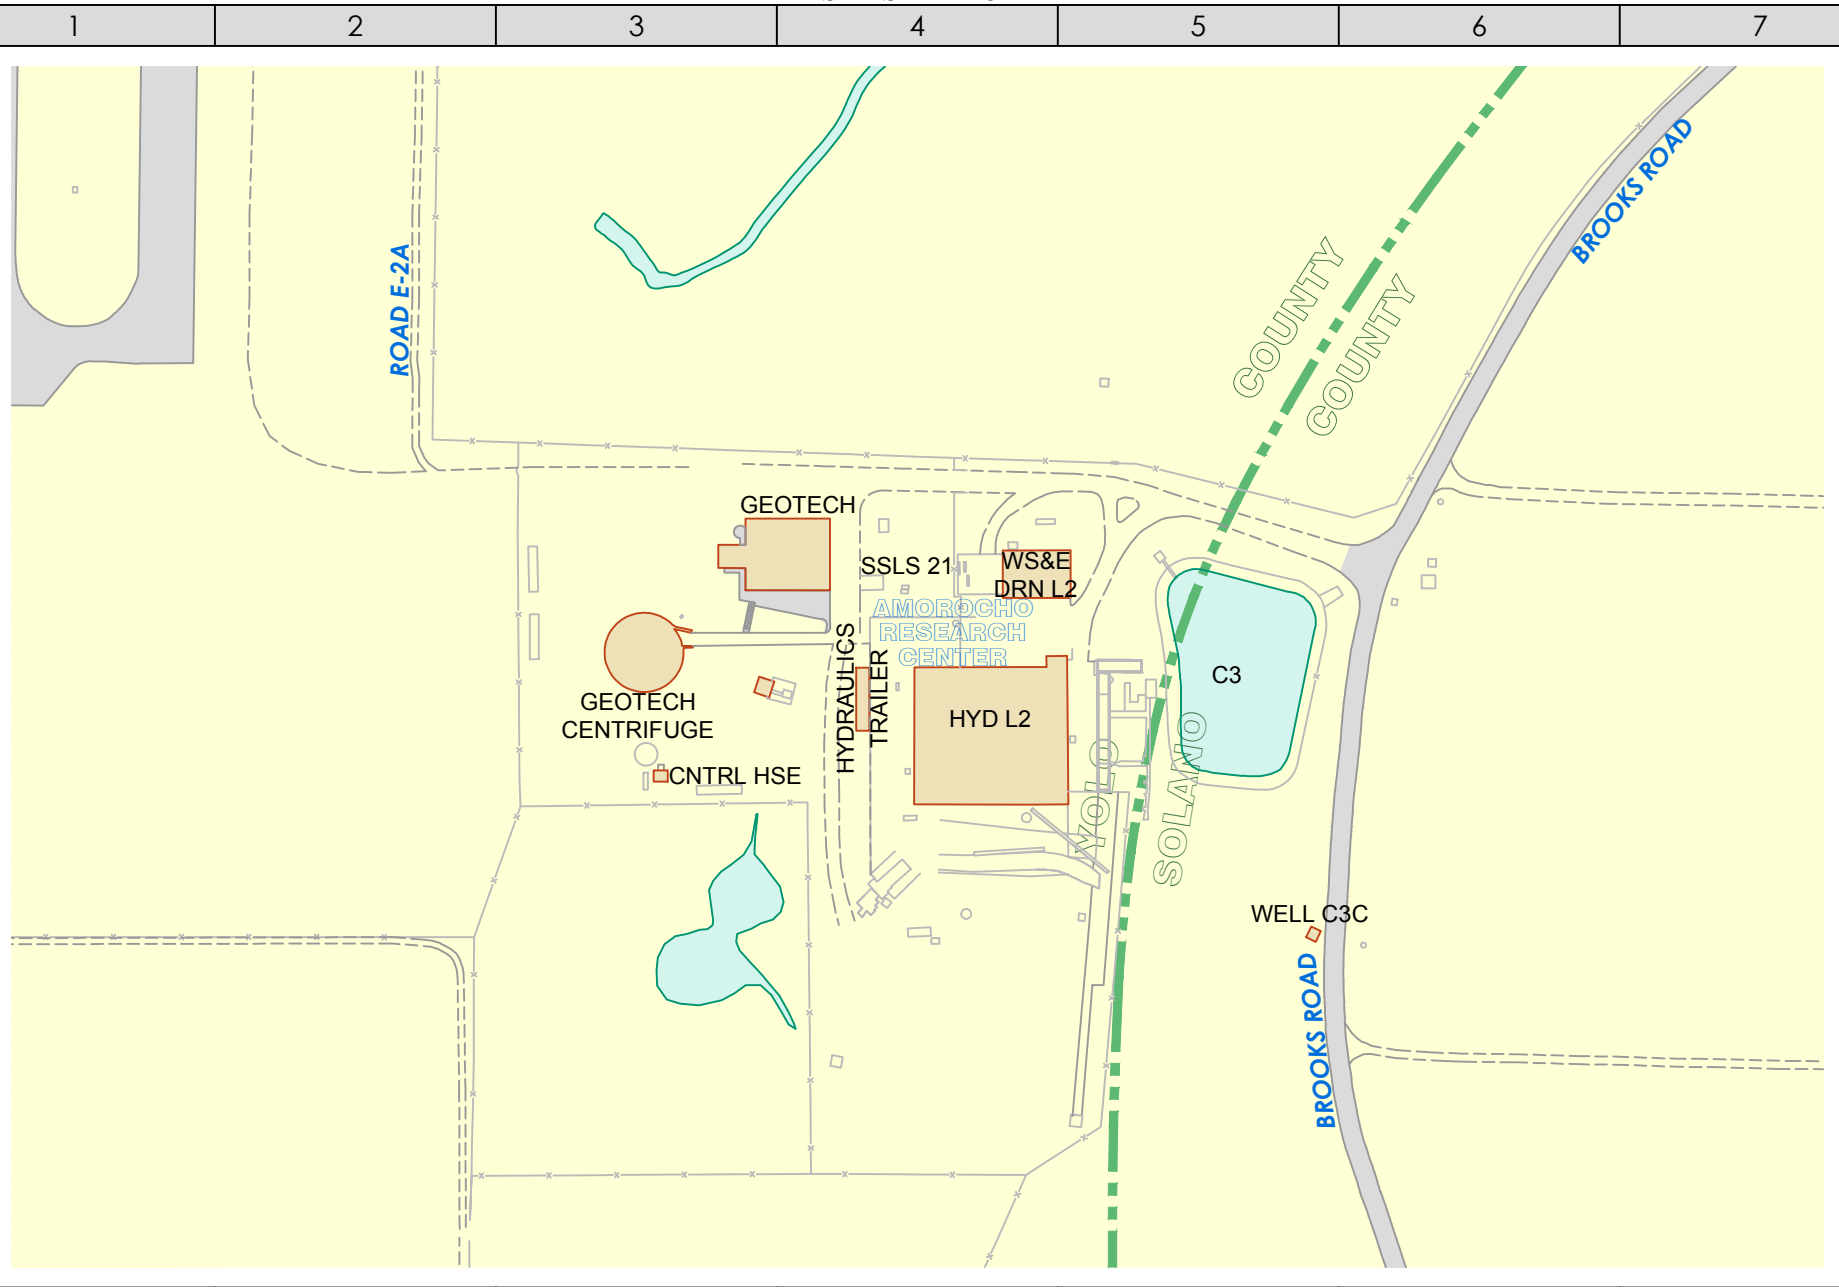 1
2
3
4
5
6
7
BROOKS ROAD
ROAD E-2A
COUNTY
COUNTY
GEOTECH
SSLS 21
WS&E
DRN L2
AMOROCHO
RESEARCH
CENTER
HYDRAULICS
TRAILER
GEOTECH
CENTRIFUGE
CNTRL HSE
HYD L2
C3
YOLO
SOLANO
WELL C3C
BROOKS ROAD